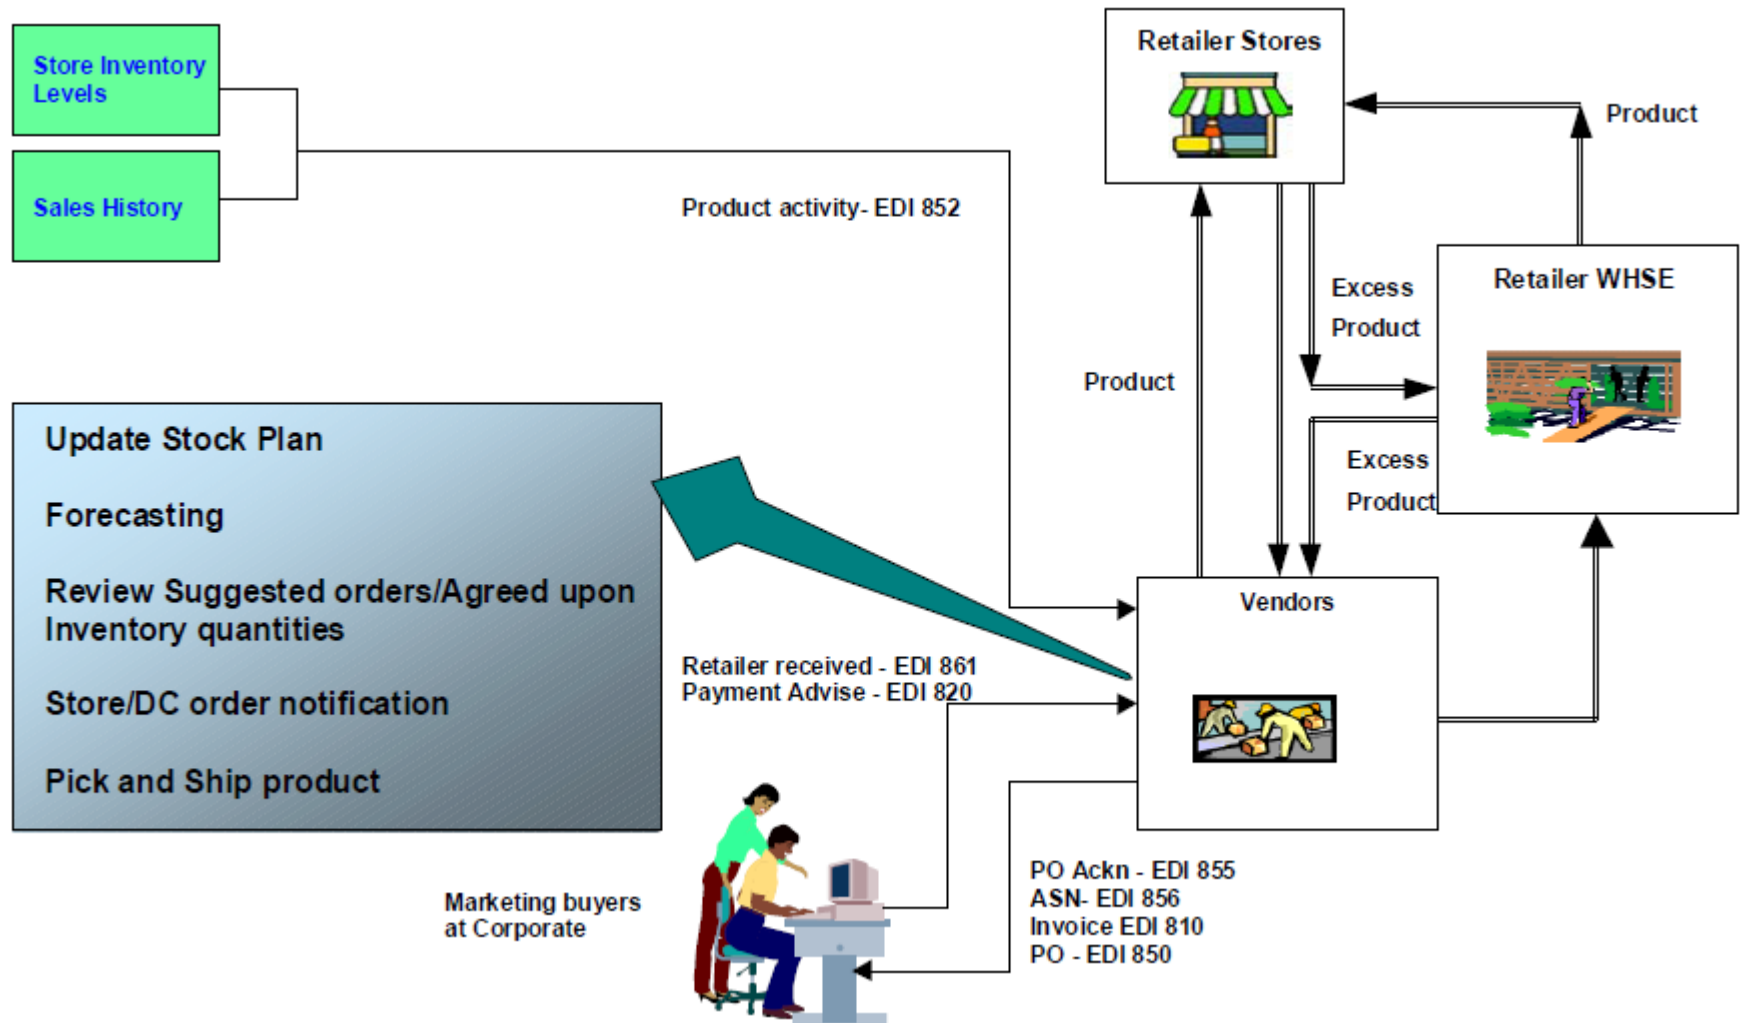 Store Inventory
Levels
Sales History
Product activity- EDI 852
Retailer Stores
Product
Retailer WHSE
Excess
Product
Product
Excess
Product
Update Stock Plan
Forecasting
Review Suggested orders/Agreed upon
Inventory quantities
Store/DC order notification
Pick and Ship product
Vendors
Retailer received - EDI 861
Payment Advise - EDI 820
Marketing buyers
at Corporate
PO Ackn - EDI 855
ASN- EDI 856
Invoice EDI 810
PO - EDI 850